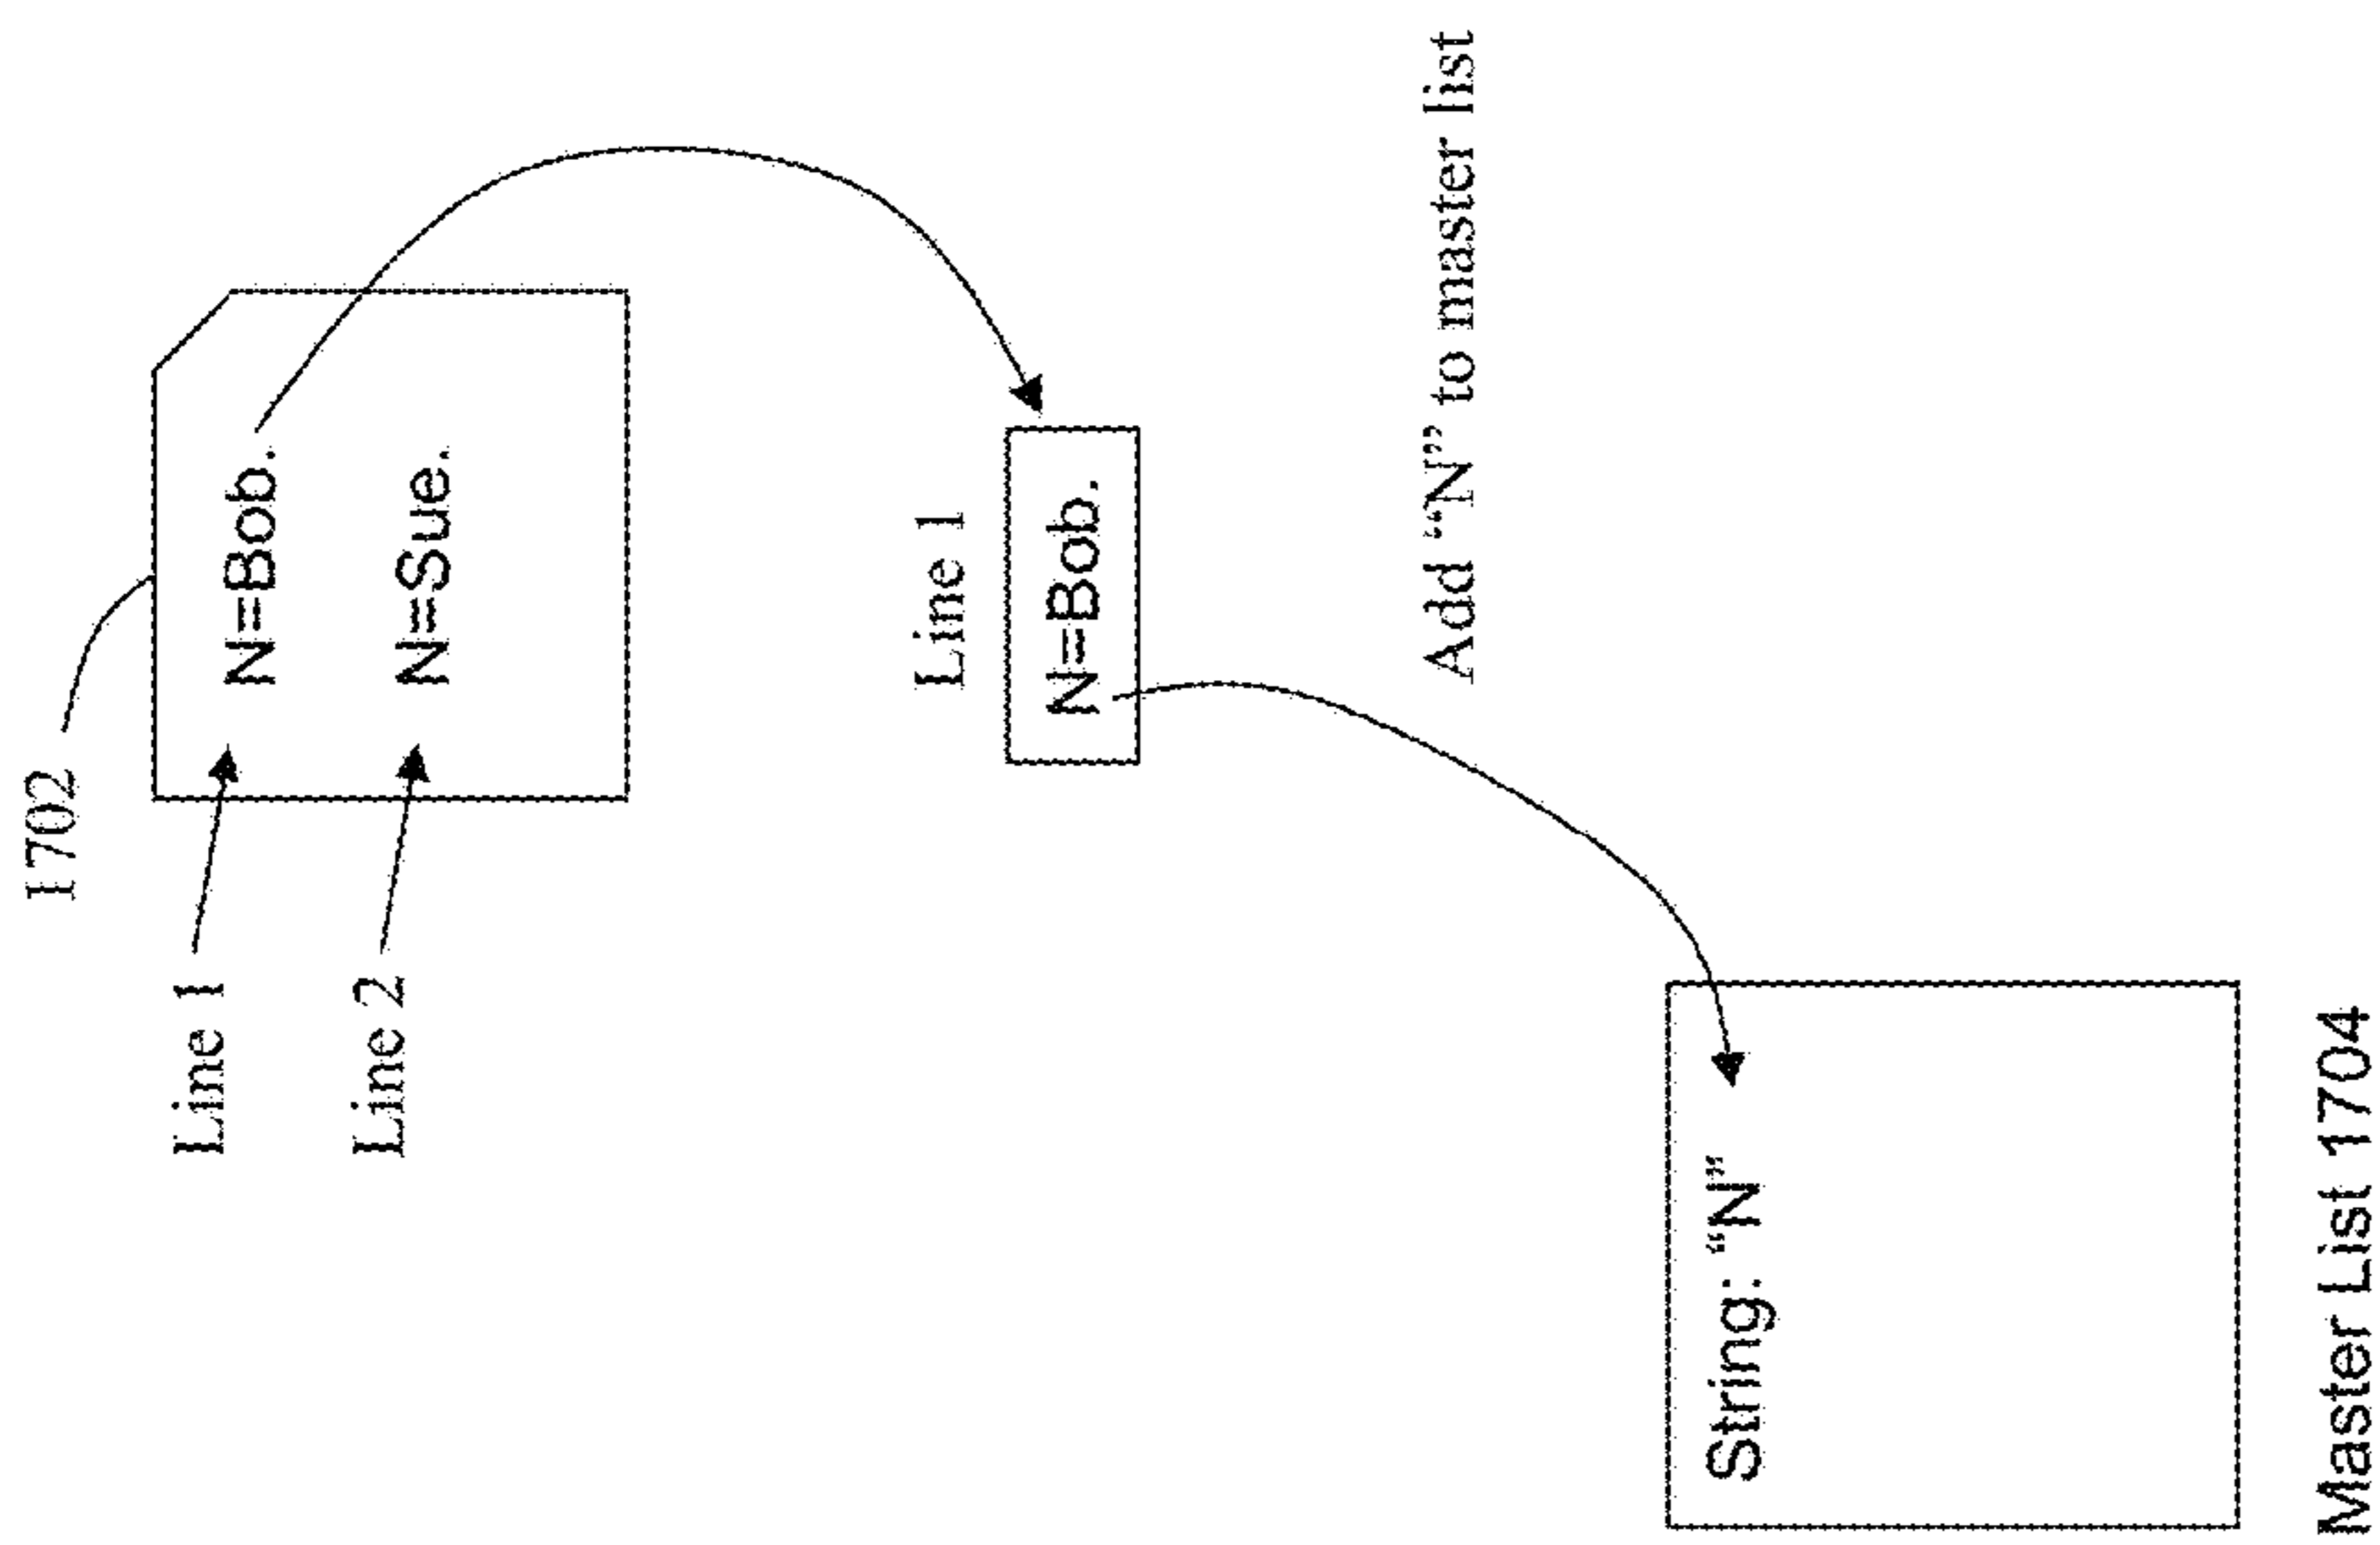 1702
Line 1
N=Bob.
Line 2
N=Sue.
Line 1
N=Bob.
Add “N” to master list
String: “N”
Master List 1704